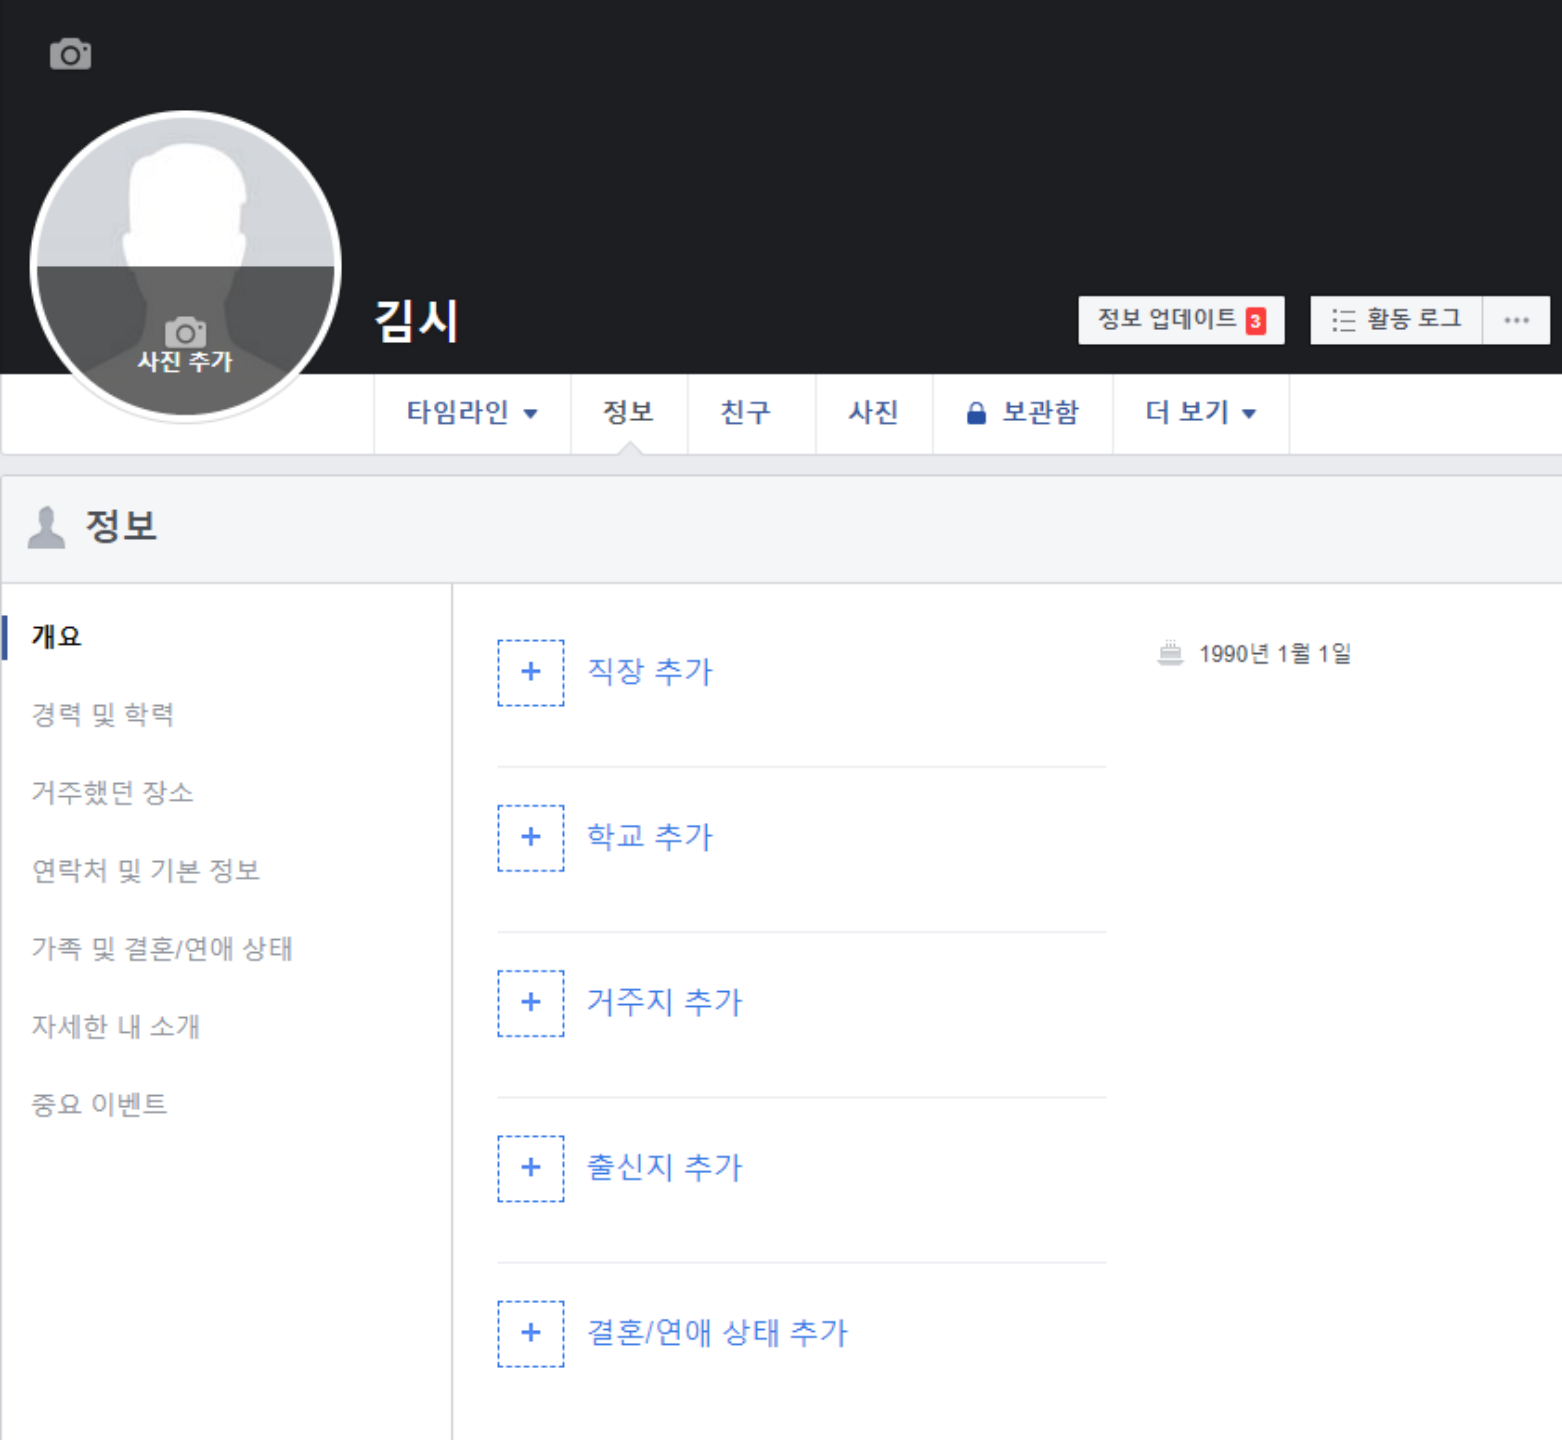 사진 추가
김시
정보 업데이트 3
활동 로그
타임라인
정보
친구
사진
보관함
더 보기
정보
개요
경력 및 학력
거주했던 장소
연락처 및 기본 정보
가족 및 결혼/연애 상태
자세한 내 소개
중요 이벤트
+ 직장 추가
+ 학교 추가
+ 거주지 추가
+ 출신지 추가
+ 결혼/연애 상태 추가
1990년 1월 1일